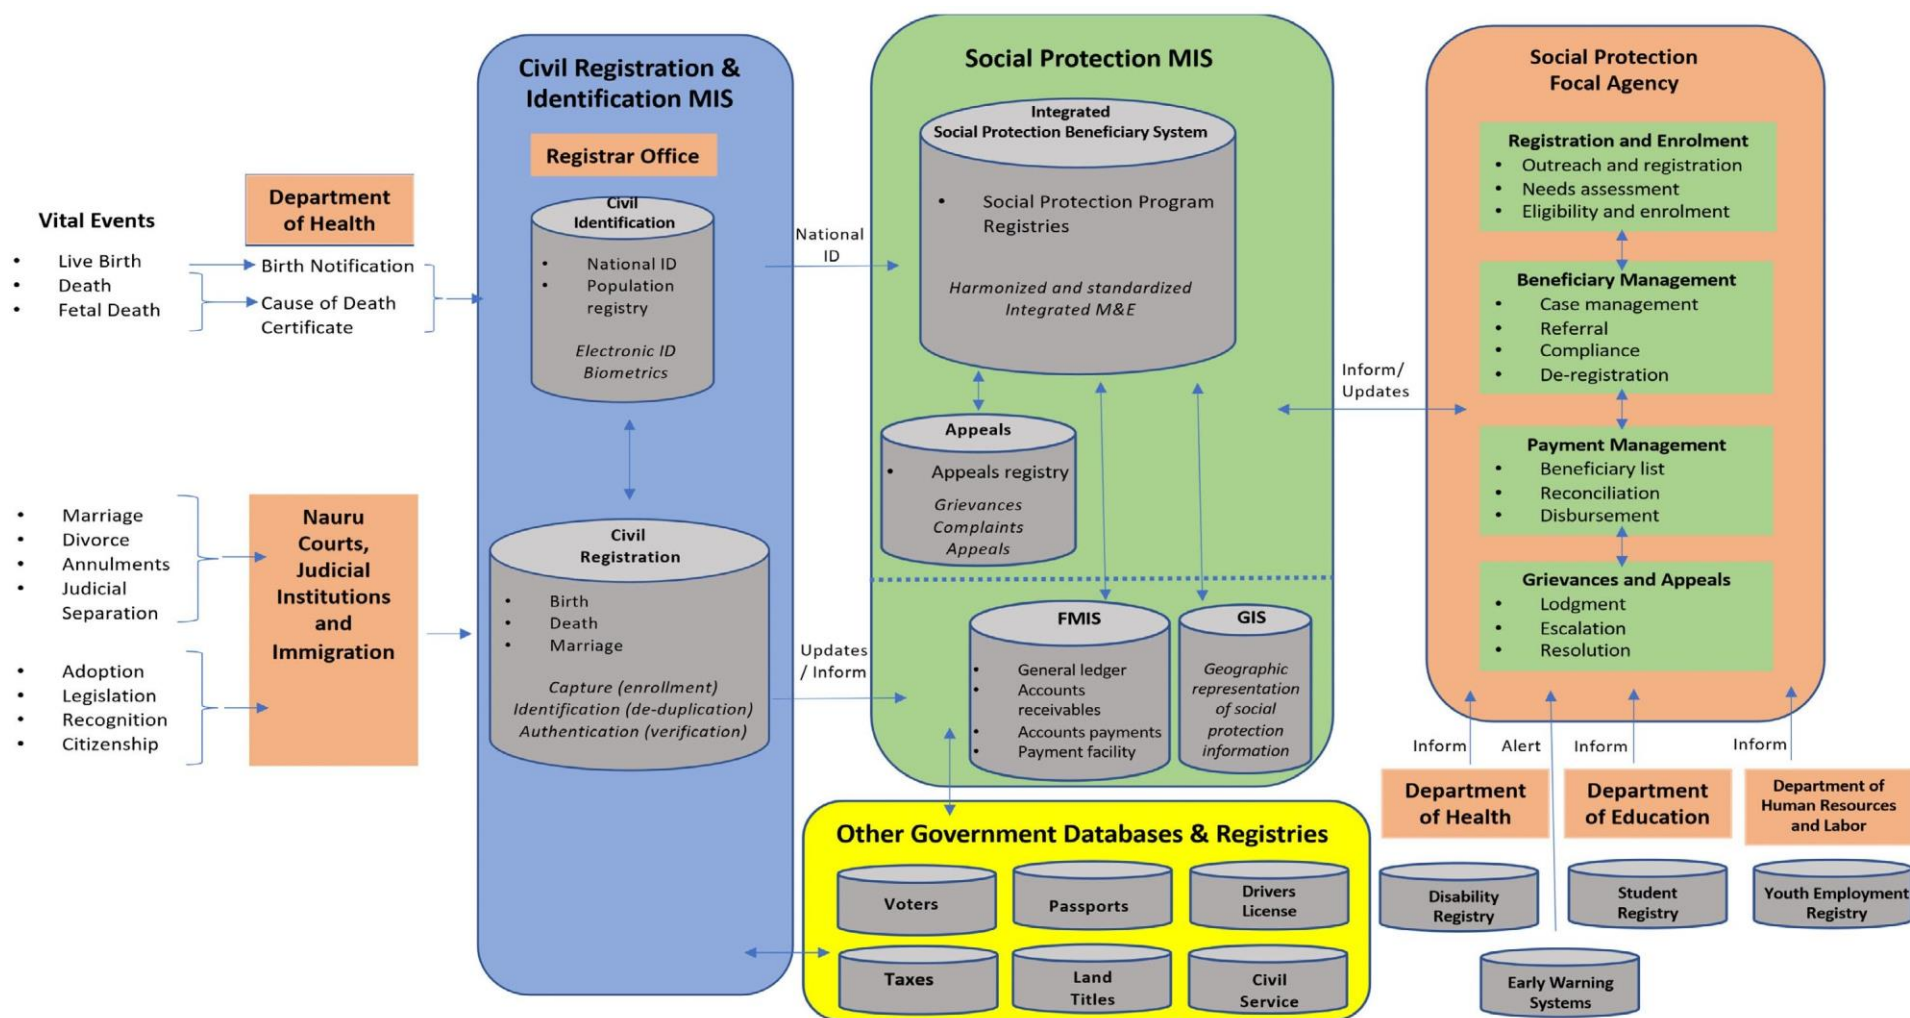 Vital Events
• Live Birth
• Death
• Fetal Death
Department
of Health
Birth Notification
Cause of Death
Certificate
• Marriage
• Divorce
• Annulments
• Judicial
Separation
• Adoption
• Legislation
• Recognition
• Citizenship
Nauru
Courts,
Judicial
Institutions
and
Immigration
Civil Registration &
Identification MIS
Registrar Office
Civil
Identification
• National ID
• Population
registry
Electronic ID
Biometrics
Civil
Registration
• Birth
• Death
• Marriage
Capture (enrollment)
Identification (de-duplication)
Authentication (verification)
National
ID
Updates
/ Inform
Social Protection MIS
Integrated
Social Protection Beneficiary System
• Social Protection Program
Registries
Harmonized and standardized
Integrated M&E
Appeals
• Appeals registry
Grievances
Complaints
Appeals
FMIS
• General ledger
• Accounts
receivables
• Accounts payments
• Payment facility
GIS
Geographic
representation
of social
protection
information
Other Government Databases & Registries
Voters
Passports
Drivers
License
Taxes
Land
Titles
Civil
Service
Inform/
Updates
Social Protection
Focal Agency
Registration and Enrolment
• Outreach and registration
• Needs assessment
• Eligibility and enrolment
Beneficiary Management
• Case management
• Referral
• Compliance
• De-registration
Payment Management
• Beneficiary list
• Reconciliation
• Disbursement
Grievances and Appeals
• Lodgment
• Escalation
• Resolution
Inform
Alert
Inform
Inform
Department
of Health
Department
of Education
Department of
Human Resources
and Labor
Disability
Registry
Student
Registry
Youth Employment
Registry
Early Warning
Systems